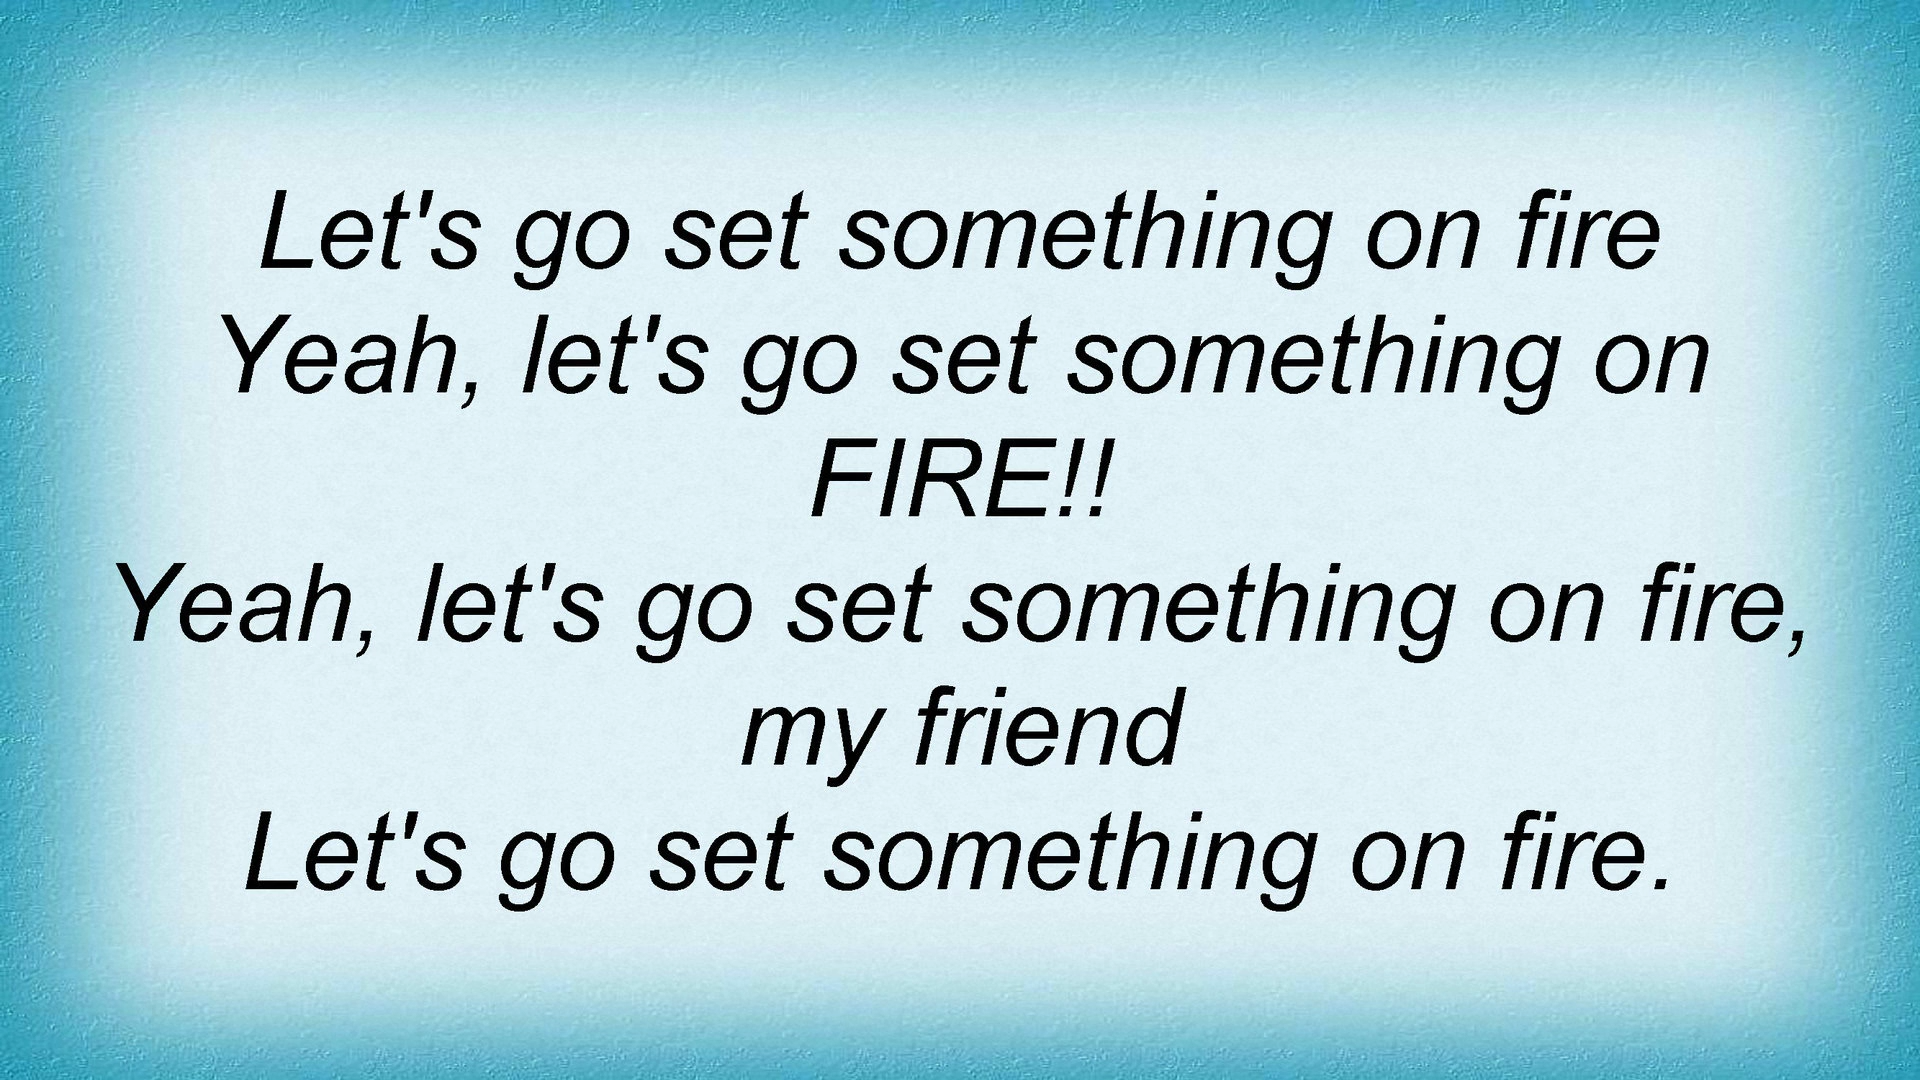 Let's go set something on fire
Yeah, let's go set something on
FIRE!!
Yeah, let's go set something on fire,
my friend
Let's go set something on fire.